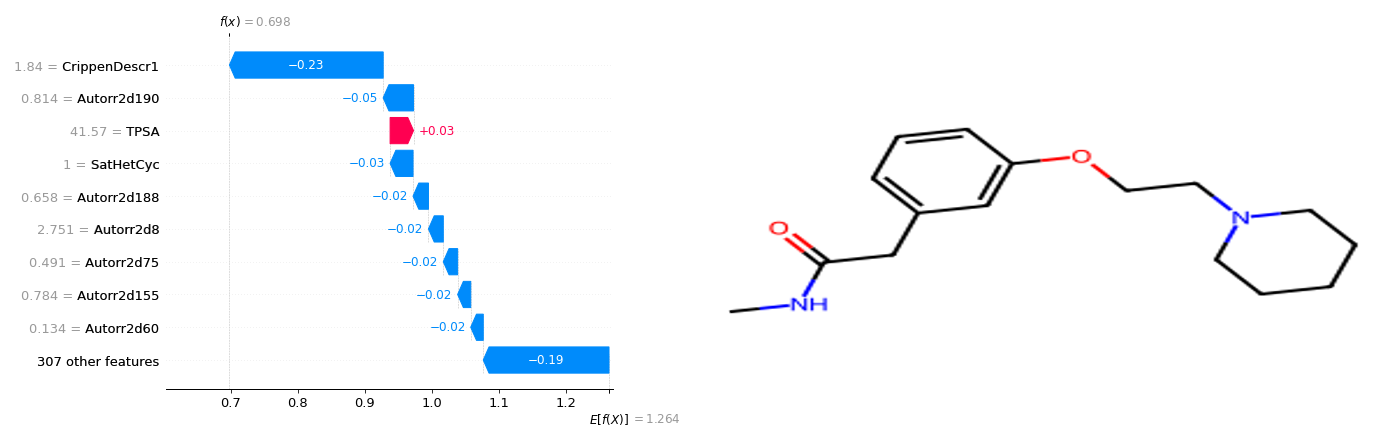 f(x) = 0.698
1.84 = CrippenDescr1
−0.23
0.814 = Autorr2d190
−0.05
41.57 = TPSA
+0.03
1 = SatHetCyc
−0.03
0.658 = Autorr2d188
−0.02
2.751 = Autorr2d8
−0.02
0.491 = Autorr2d75
−0.02
0.784 = Autorr2d155
−0.02
0.134 = Autorr2d60
−0.02
307 other features
−0.19
0.7 0.8 0.9 1.0 1.1 1.2
E[f(X)] = 1.264
O
N
O
NH